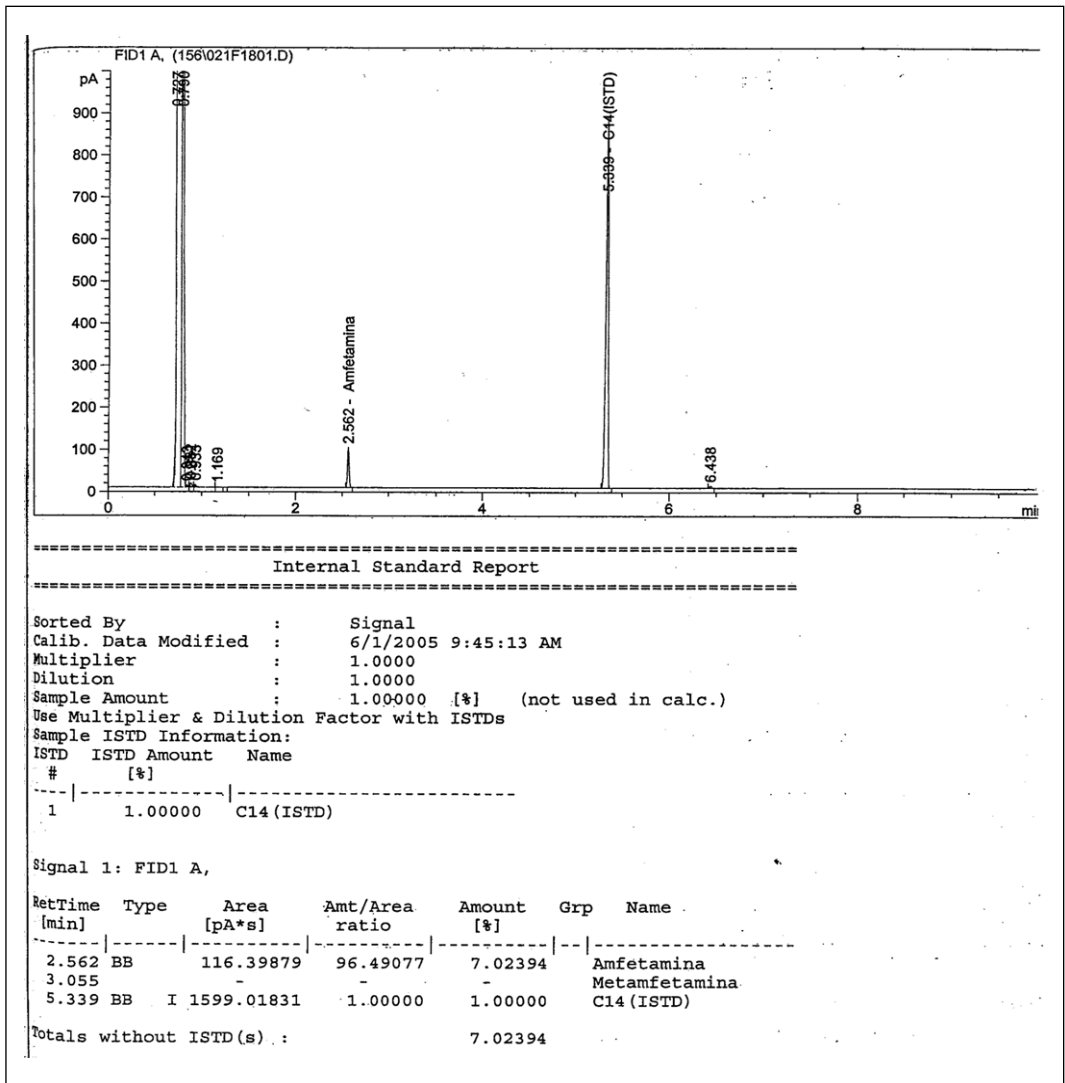 FID1 A, (156\021F1801.D)
pA
900
800
700
600
500
400
300
200
100
0
0.727
0.790
0.933
1.169
2.562 - Amfetamina
5.339 - C14(ISTD)
6.438
0 2 4 6 8 mi
Internal Standard Report
Sorted By : Signal
Calib. Data Modified : 6/1/2005 9:45:13 AM
Multiplier : 1.0000
Dilution : 1.0000
Sample Amount : 1.00000 [%] (not used in calc.)
Use Multiplier & Dilution Factor with ISTDs
Sample ISTD Information:
ISTD ISTD Amount Name
# [%]
1 1.00000 C14(ISTD)
Signal 1: FID1 A,
RetTime Type Area Amt/Area Amount Grp Name
[min] [pA*s] ratio [%]
2.562 BB 116.39879 96.49077 7.02394 Amfetamina
3.055 - - - Metamfetamina
5.339 BB I 1599.01831 1.00000 1.00000 C14(ISTD)
Totals without ISTD(s) : 7.02394